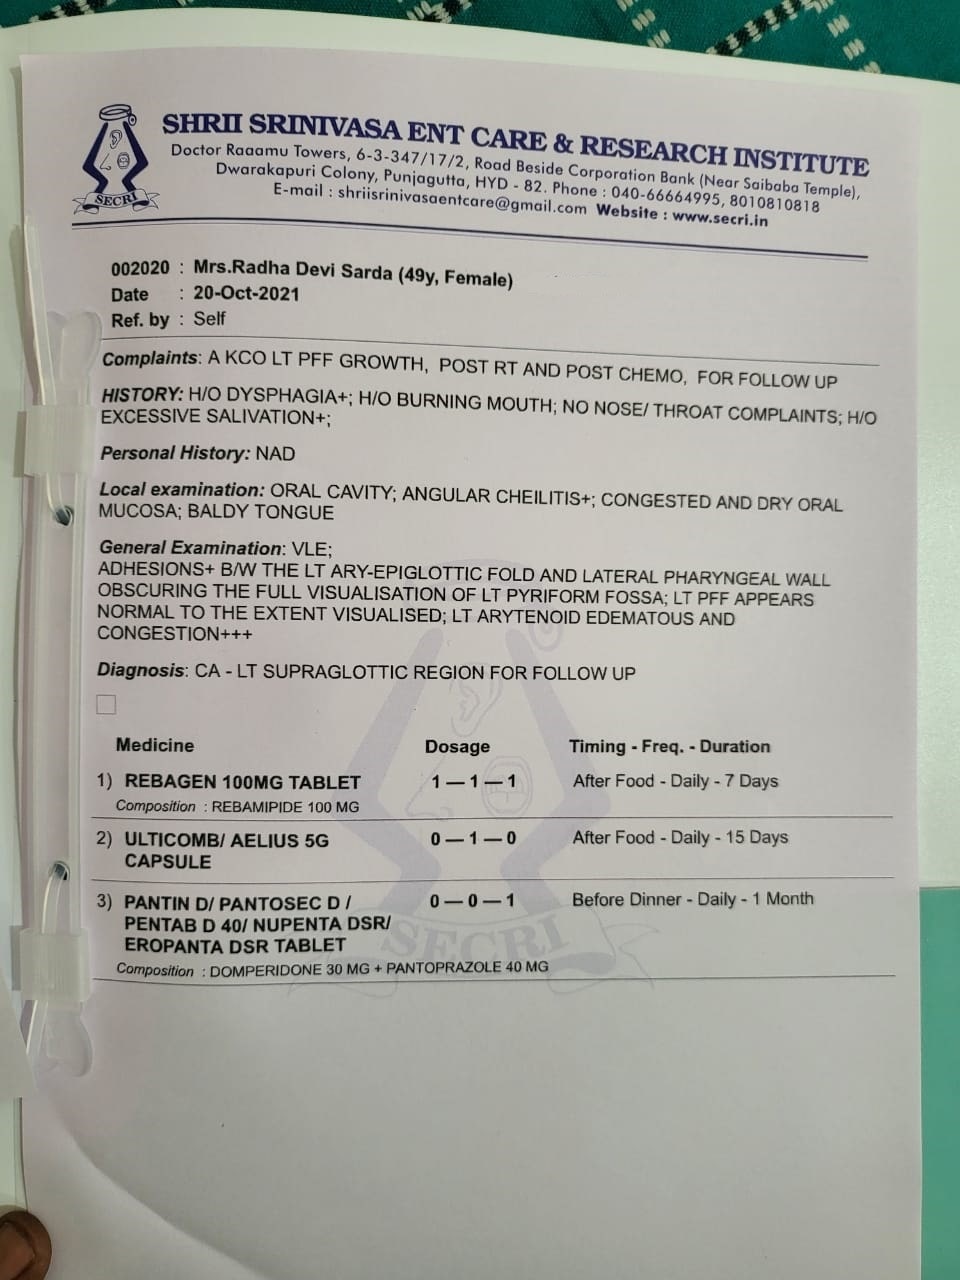 SHRII SRINIVASA ENT CARE & RESEARCH INSTITUTE
Doctor Raaamu Towers, 6-3-347/17/2, Road Beside Corporation Bank (Near Saibaba Temple),
Dwarakapuri Colony, Punjagutta, HYD - 82. Phone : 040-66664995, 8010810818
E-mail : shriisrinivasaentcare@gmail.com Website : www.secri.in
SECRI
002020 : Mrs.Radha Devi Sarda (49y, Female)
Date : 20-Oct-2021
Ref. by : Self
Complaints: A KCO LT PFF GROWTH, POST RT AND POST CHEMO, FOR FOLLOW UP
HISTORY: H/O DYSPHAGIA+; H/O BURNING MOUTH; NO NOSE/ THROAT COMPLAINTS; H/O
EXCESSIVE SALIVATION+;
Personal History: NAD
Local examination: ORAL CAVITY; ANGULAR CHEILITIS+; CONGESTED AND DRY ORAL
MUCOSA; BALDY TONGUE
General Examination: VLE;
ADHESIONS+ B/W THE LT ARY-EPIGLOTTIC FOLD AND LATERAL PHARYNGEAL WALL
OBSCURING THE FULL VISUALISATION OF LT PYRIFORM FOSSA; LT PFF APPEARS
NORMAL TO THE EXTENT VISUALISED; LT ARYTENOID EDEMATOUS AND
CONGESTION+++
Diagnosis: CA - LT SUPRAGLOTTIC REGION FOR FOLLOW UP
Medicine Dosage Timing - Freq. - Duration
1) REBAGEN 100MG TABLET 1 — 1 — 1 After Food - Daily - 7 Days
Composition : REBAMIPIDE 100 MG
2) ULTICOMB/ AELIUS 5G 0 — 1 — 0 After Food - Daily - 15 Days
CAPSULE
3) PANTIN D/ PANTOSEC D / 0 — 0 — 1 Before Dinner - Daily - 1 Month
PENTAB D 40/ NUPENTA DSR/
EROPANTA DSR TABLET
Composition : DOMPERIDONE 30 MG + PANTOPRAZOLE 40 MG
SECRI